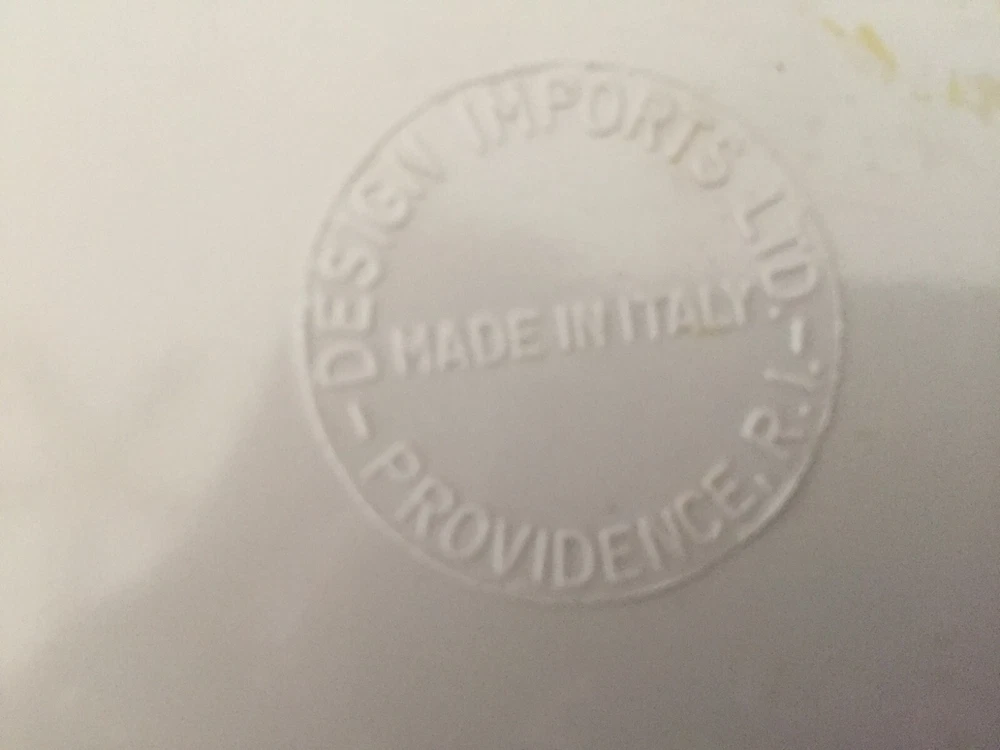 DESIGN IMPORTS LTD.
MADE IN ITALY
PROVIDENCE, R.I.